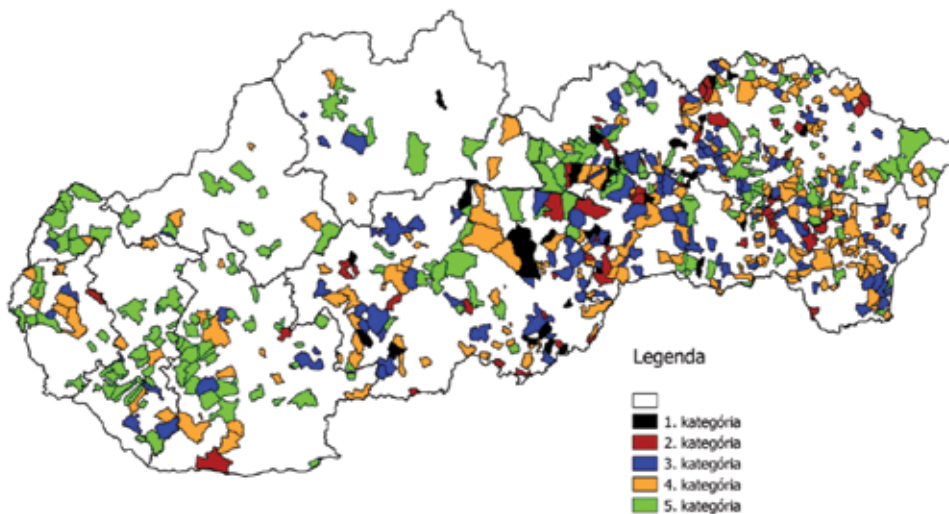 Legenda
1. kategória
2. kategória
3. kategória
4. kategória
5. kategória